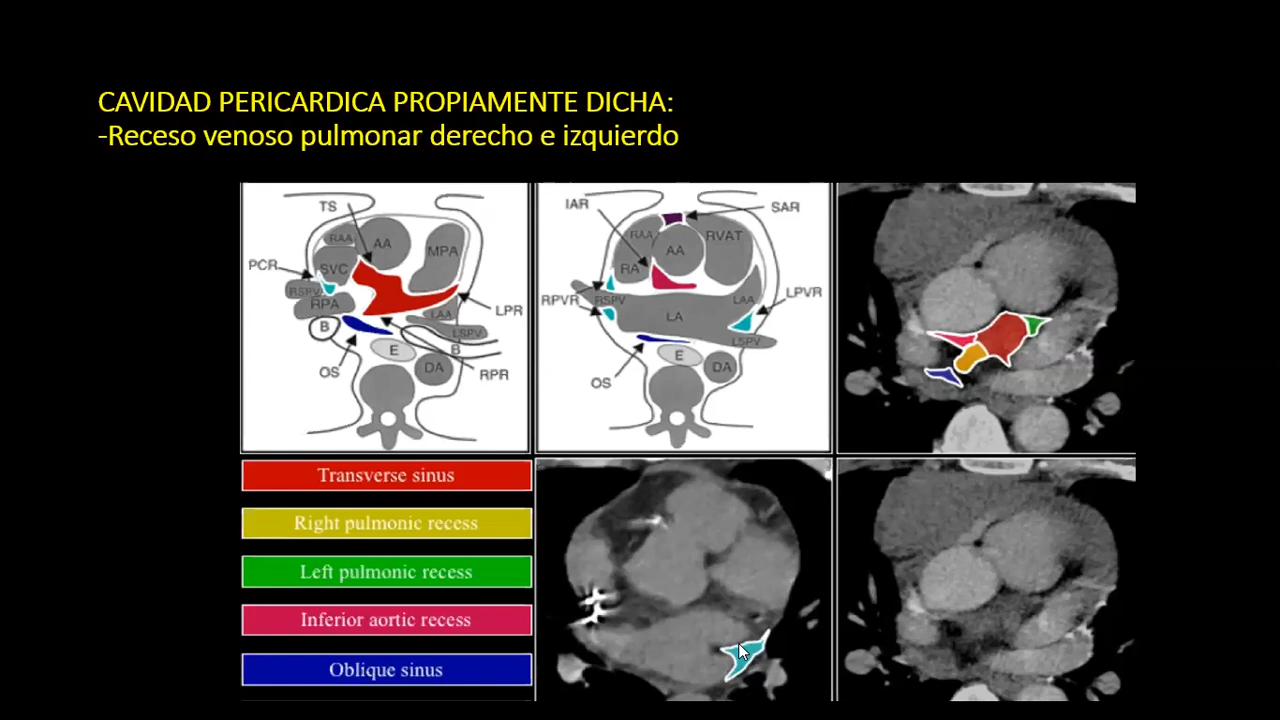 CAVIDAD PERICARDICA PROPIAMENTE DICHA:
-Receso venoso pulmonar derecho e izquierdo
TS
RAA
AA
MPA
PCR
SVC
RSPV
RPA
LPR
LAA
B
LSPV
E
B
OS
DA
RPR
IAR
SAR
RAA
AA
RVAT
RA
RPVR
RSPV
LAA
LPVR
LA
LSPV
E
OS
DA
Transverse sinus
Right pulmonic recess
Left pulmonic recess
Inferior aortic recess
Oblique sinus